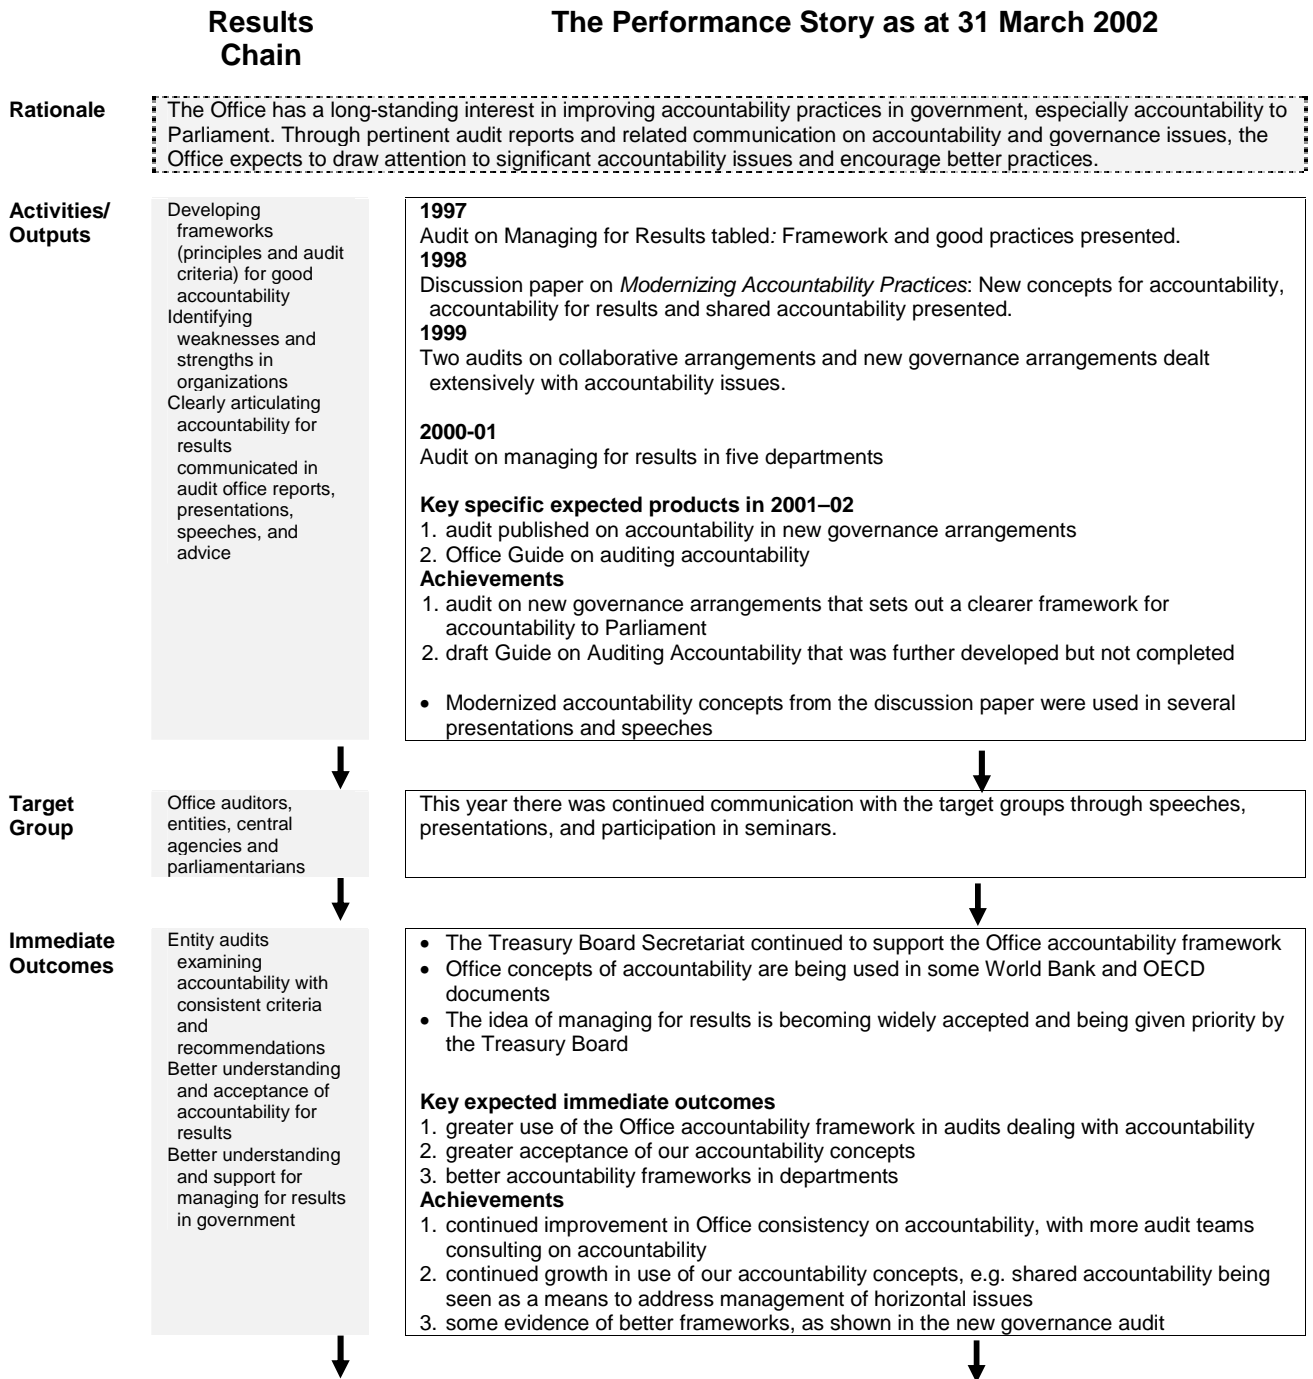 Results
Chain
The Performance Story as at 31 March 2002
Rationale
The Office has a long-standing interest in improving accountability practices in government, especially accountability to
Parliament. Through pertinent audit reports and related communication on accountability and governance issues, the
Office expects to draw attention to significant accountability issues and encourage better practices.
Activities/
Outputs
Developing
frameworks
(principles and audit
criteria) for good
accountability
Identifying
weaknesses and
strengths in
organizations
Clearly articulating
accountability for
results
communicated in
audit office reports,
presentations,
speeches, and
advice
1997
Audit on Managing for Results tabled: Framework and good practices presented.
1998
Discussion paper on Modernizing Accountability Practices: New concepts for accountability,
accountability for results and shared accountability presented.
1999
Two audits on collaborative arrangements and new governance arrangements dealt
extensively with accountability issues.
2000-01
Audit on managing for results in five departments
Key specific expected products in 2001–02
1. audit published on accountability in new governance arrangements
2. Office Guide on auditing accountability
Achievements
1. audit on new governance arrangements that sets out a clearer framework for
accountability to Parliament
2. draft Guide on Auditing Accountability that was further developed but not completed
• Modernized accountability concepts from the discussion paper were used in several
presentations and speeches
Target
Group
Office auditors,
entities, central
agencies and
parliamentarians
This year there was continued communication with the target groups through speeches,
presentations, and participation in seminars.
Immediate
Outcomes
Entity audits
examining
accountability with
consistent criteria
and
recommendations
Better understanding
and acceptance of
accountability for
results
Better understanding
and support for
managing for results
in government
• The Treasury Board Secretariat continued to support the Office accountability framework
• Office concepts of accountability are being used in some World Bank and OECD
documents
• The idea of managing for results is becoming widely accepted and being given priority by
the Treasury Board
Key expected immediate outcomes
1. greater use of the Office accountability framework in audits dealing with accountability
2. greater acceptance of our accountability concepts
3. better accountability frameworks in departments
Achievements
1. continued improvement in Office consistency on accountability, with more audit teams
consulting on accountability
2. continued growth in use of our accountability concepts, e.g. shared accountability being
seen as a means to address management of horizontal issues
3. some evidence of better frameworks, as shown in the new governance audit